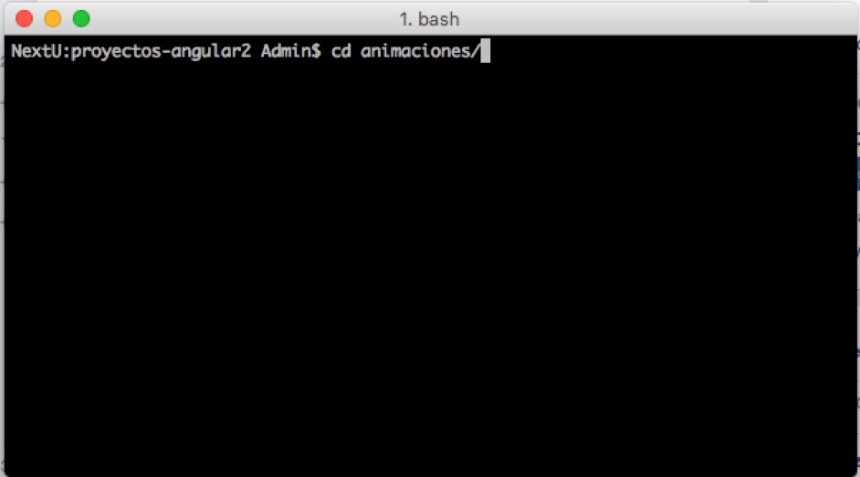 1. bash
NextU:proyectos-angular2 Admin$ cd animaciones/